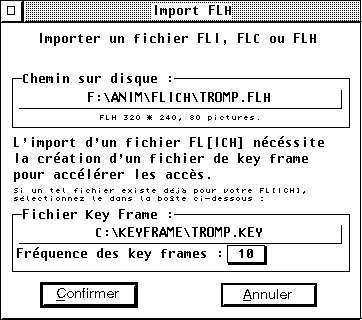 Import FLH
Importer un fichier FLI, FLC ou FLH
Chemin sur disque :
F:\ANIM\FLICH\TROMP.FLH
FLH 320 * 240, 80 pictures.
L'import d'un fichier FL[ICH] nécéssite
la création d'un fichier de key frame
pour accélérer les accès.
Si un tel fichier existe déjà pour votre FL[ICH],
sélectionnez le dans la boîte ci-dessous :
Fichier Key Frame :
C:\KEYFRAME\TROMP.KEY
Fréquence des key frames : 10
Confirmer
Annuler